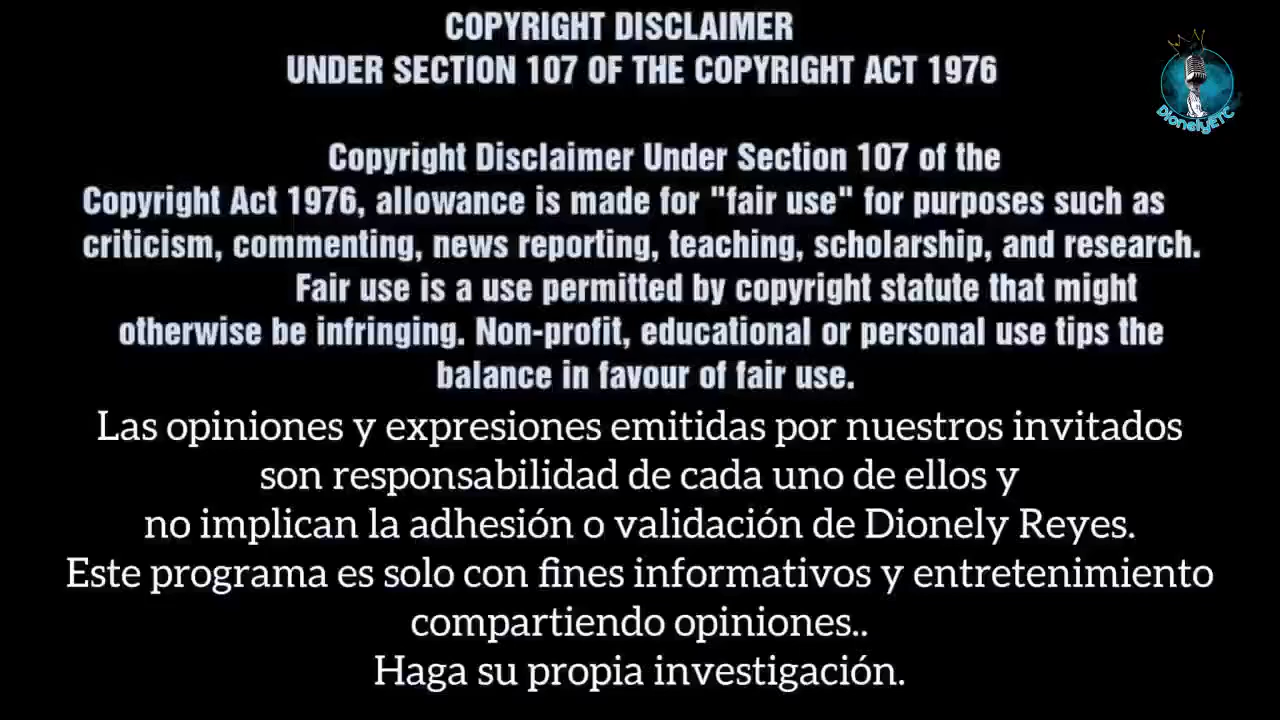 COPYRIGHT DISCLAIMER
UNDER SECTION 107 OF THE COPYRIGHT ACT 1976
DionelyETC
Copyright Disclaimer Under Section 107 of the
Copyright Act 1976, allowance is made for "fair use" for purposes such as
criticism, commenting, news reporting, teaching, scholarship, and research.
Fair use is a use permitted by copyright statute that might
otherwise be infringing. Non-profit, educational or personal use tips the
balance in favour of fair use.
Las opiniones y expresiones emitidas por nuestros invitados
son responsabilidad de cada uno de ellos y
no implican la adhesión o validación de Dionely Reyes.
Este programa es solo con fines informativos y entretenimiento
compartiendo opiniones..
Haga su propia investigación.